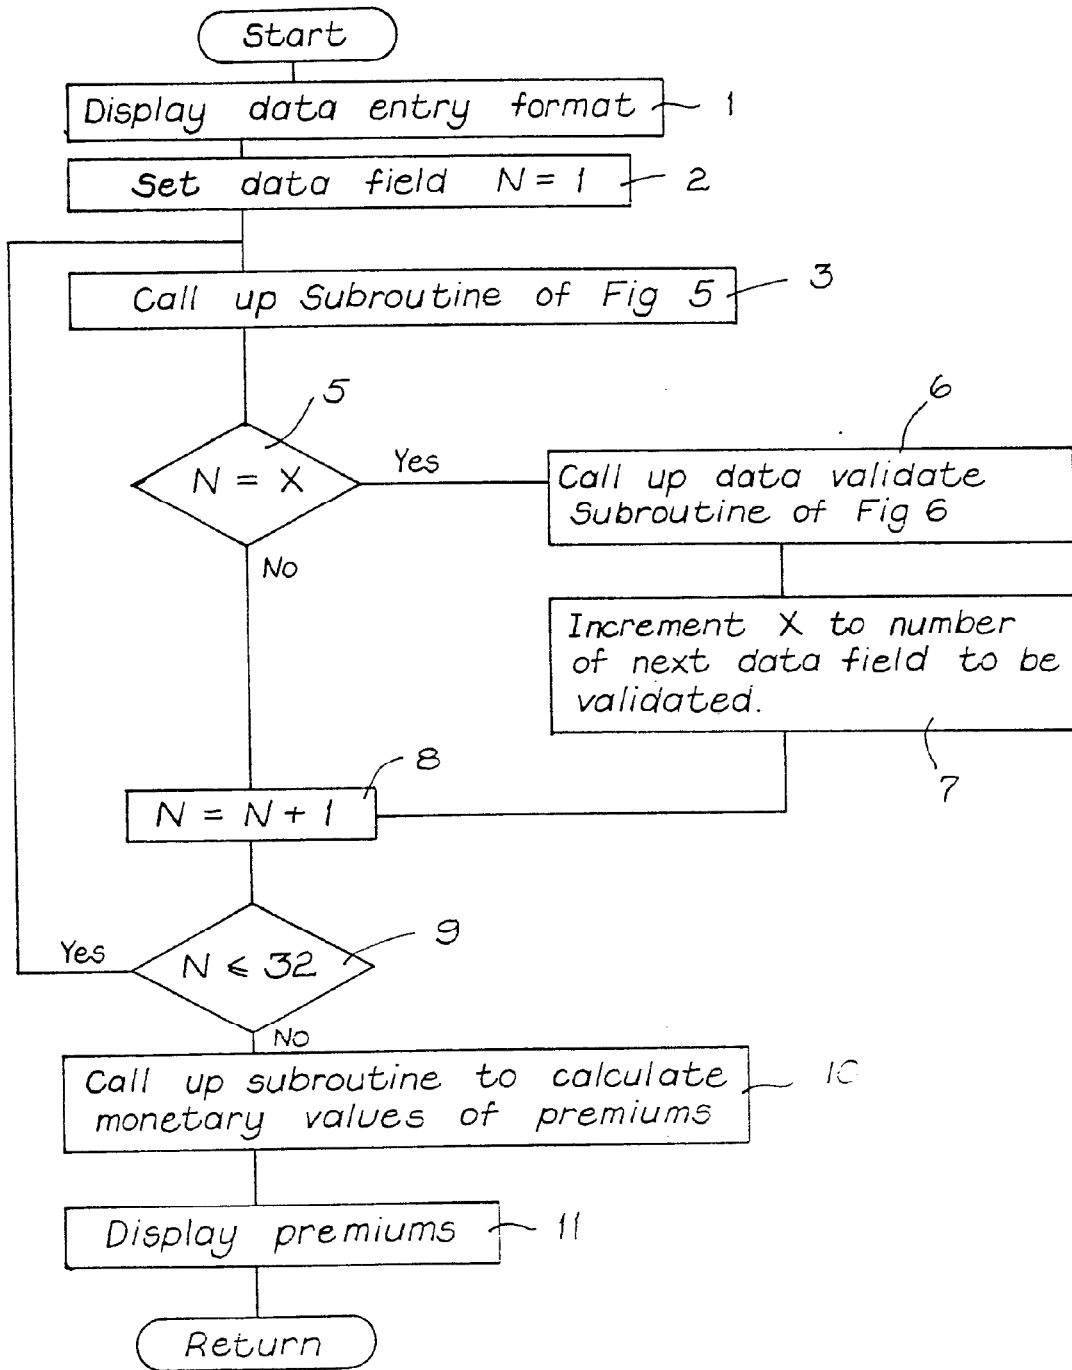 Start
Display data entry format
1
Set data field N = 1
2
Call up Subroutine of Fig 5
3
5
N = X
Yes
No
6
Call up data validate
Subroutine of Fig 6
Increment X to number
of next data field to be
validated.
7
8
N = N + 1
9
N ⩽ 32
Yes
No
Call up subroutine to calculate
monetary values of premiums
10
Display premiums
11
Return